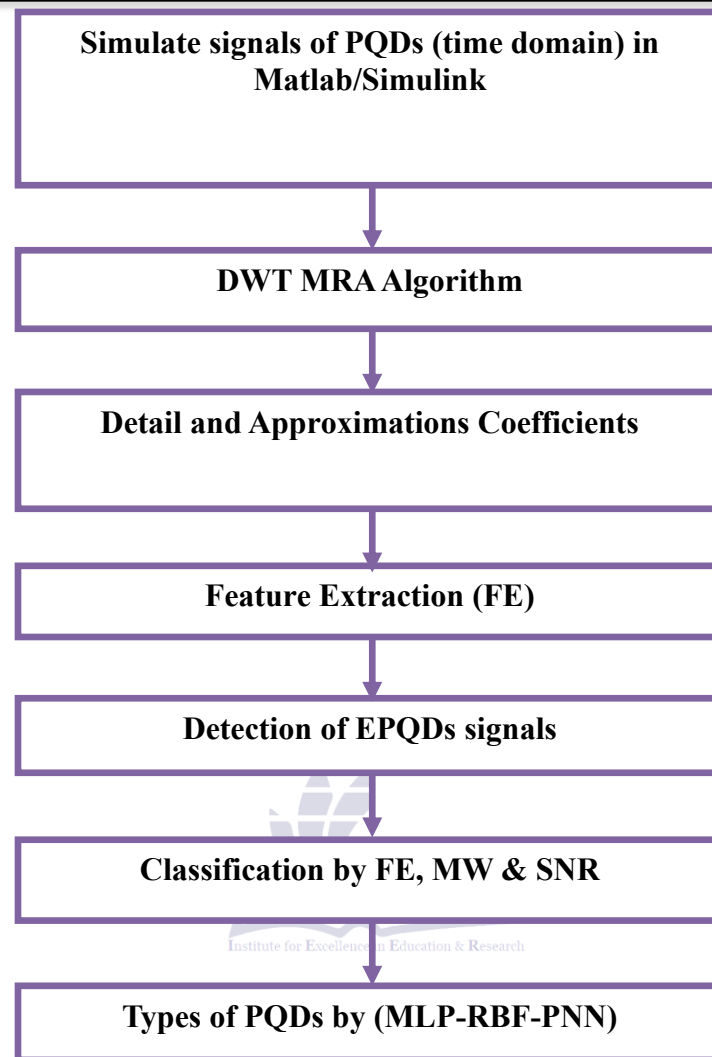 Simulate signals of PQDs (time domain) in
Matlab/Simulink
DWT MRA Algorithm
Detail and Approximations Coefficients
Feature Extraction (FE)
Detection of EPQDs signals
Classification by FE, MW & SNR
Institute for Excellence in Education & Research
Types of PQDs by (MLP-RBF-PNN)